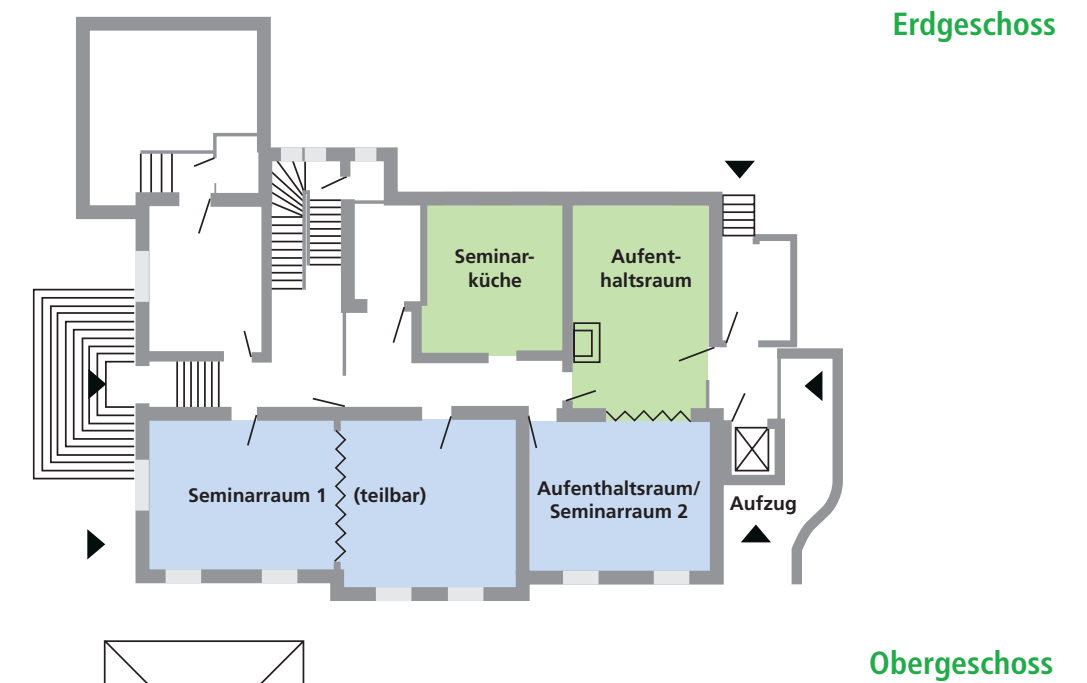 Erdgeschoss
Seminar-
küche
Aufent-
haltsraum
Seminarraum 1 (teilbar)
Aufenthaltsraum/
Seminarraum 2
Aufzug
Obergeschoss